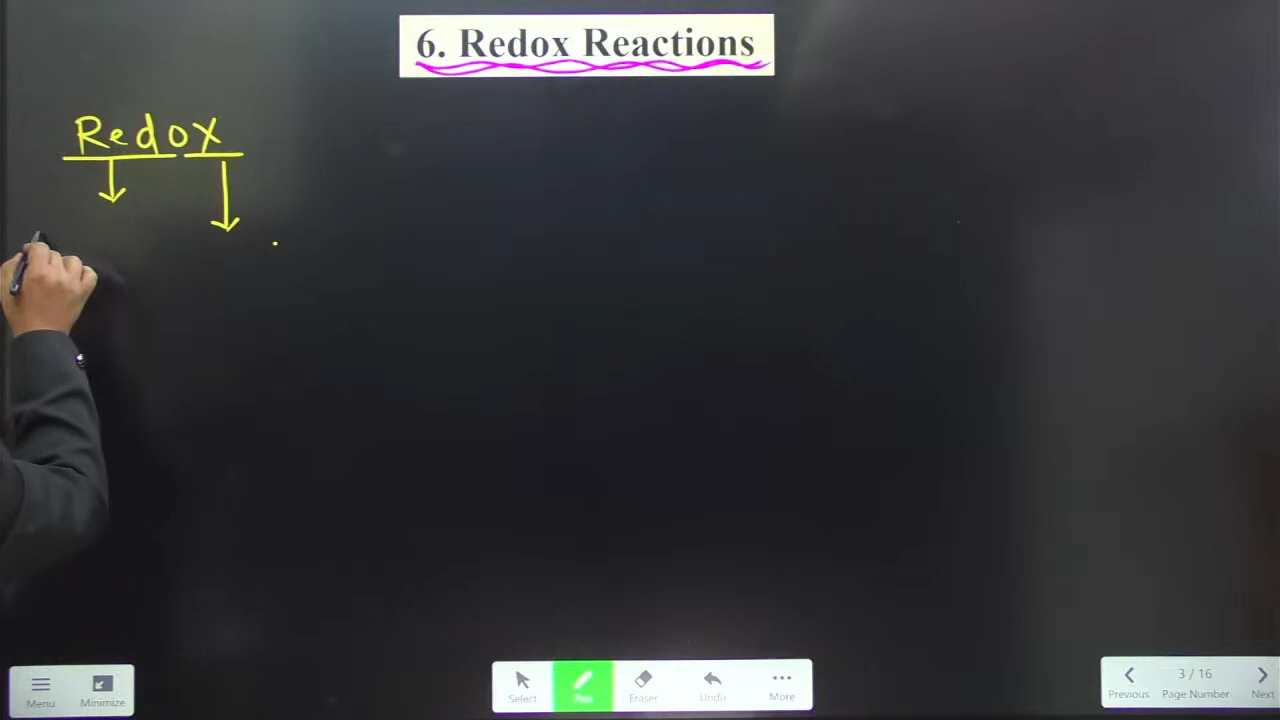 6. Redox Reactions
Redox
Menu
Minimize
Select
Pen
Eraser
Undo
More
Previous
3 / 16
Page Number
Next